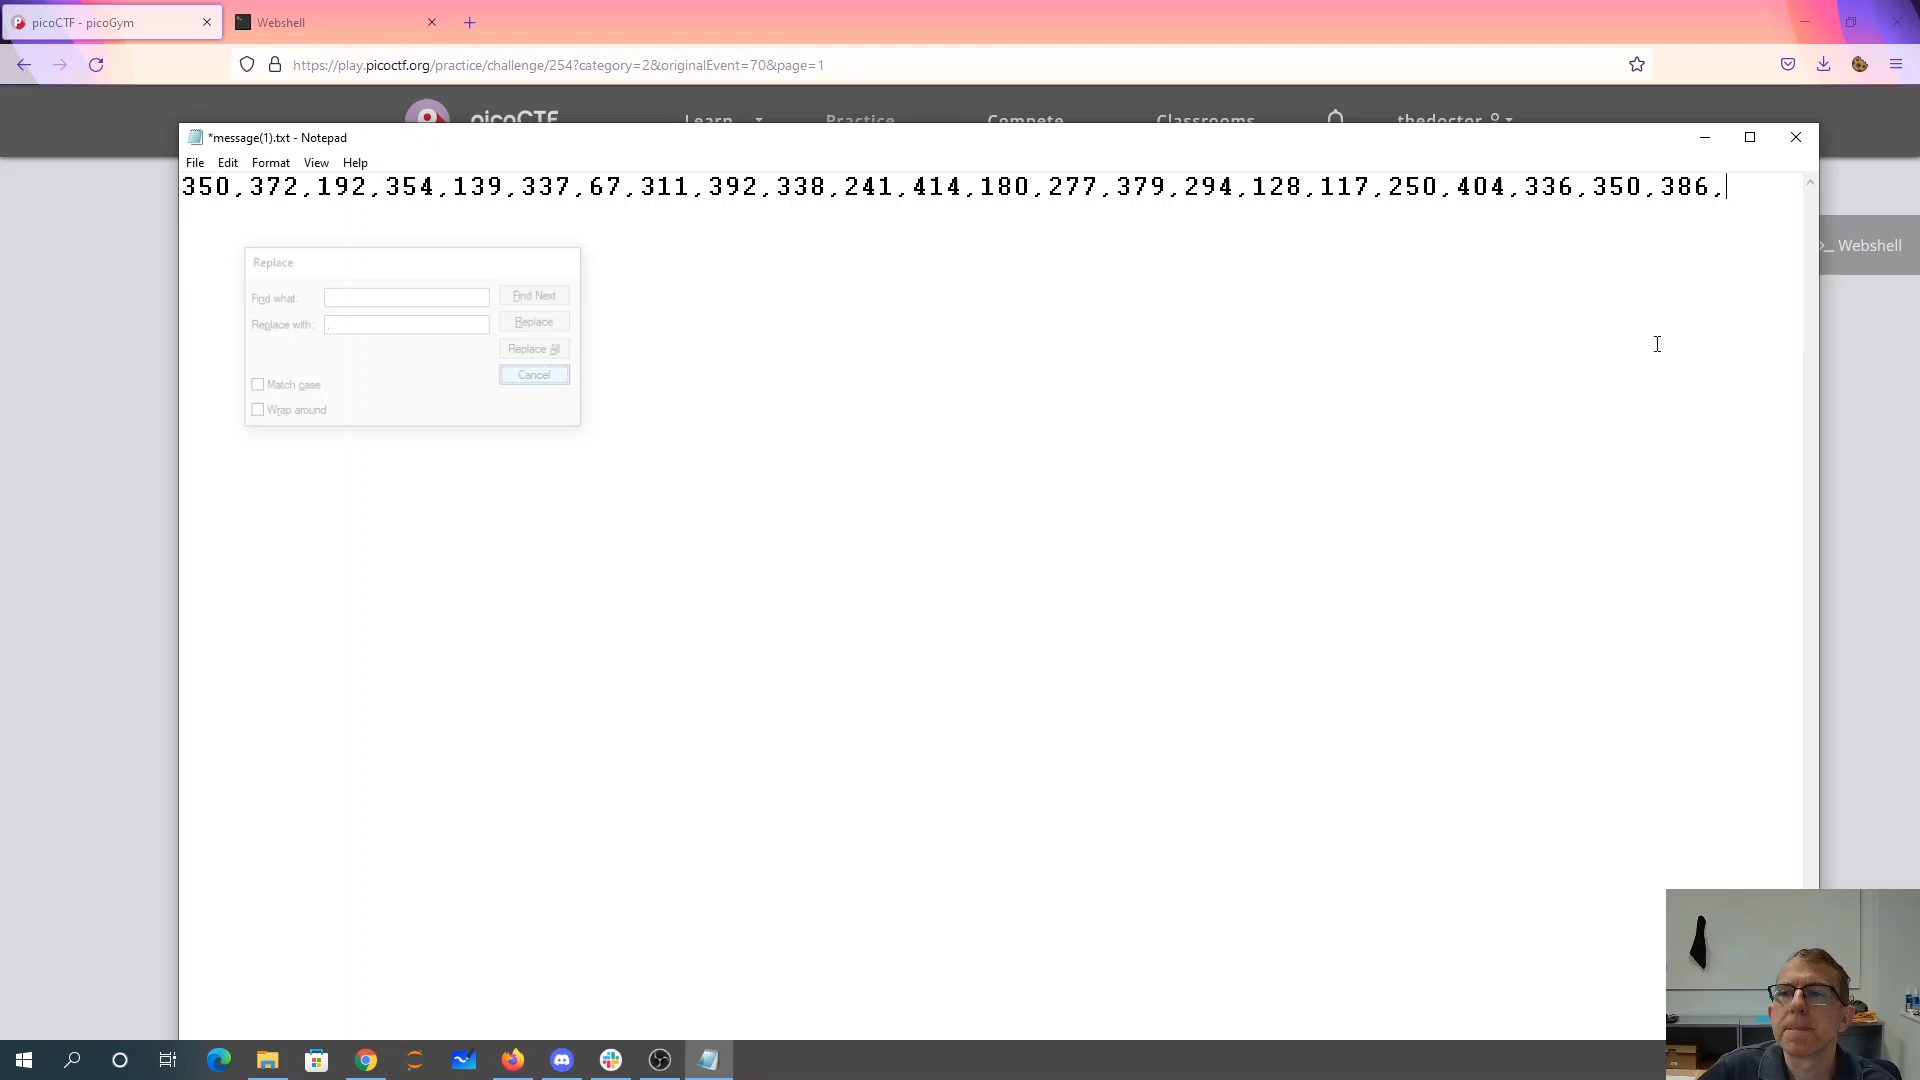 picoCTF - picoGym
Webshell
https://play.picoctf.org/practice/challenge/254?category=2&originalEvent=70&page=1
picoCTF
Learn
Practice
Compete
Classrooms
thedoctor_9
*message(1).txt - Notepad
File Edit Format View Help
350,372,192,354,139,337,67,311,392,338,241,414,180,277,379,294,128,117,250,404,336,350,386,
>_ Webshell
Replace
Find what:
Find Next
Replace with: ,
Replace
Replace All
Cancel
Match case
Wrap around